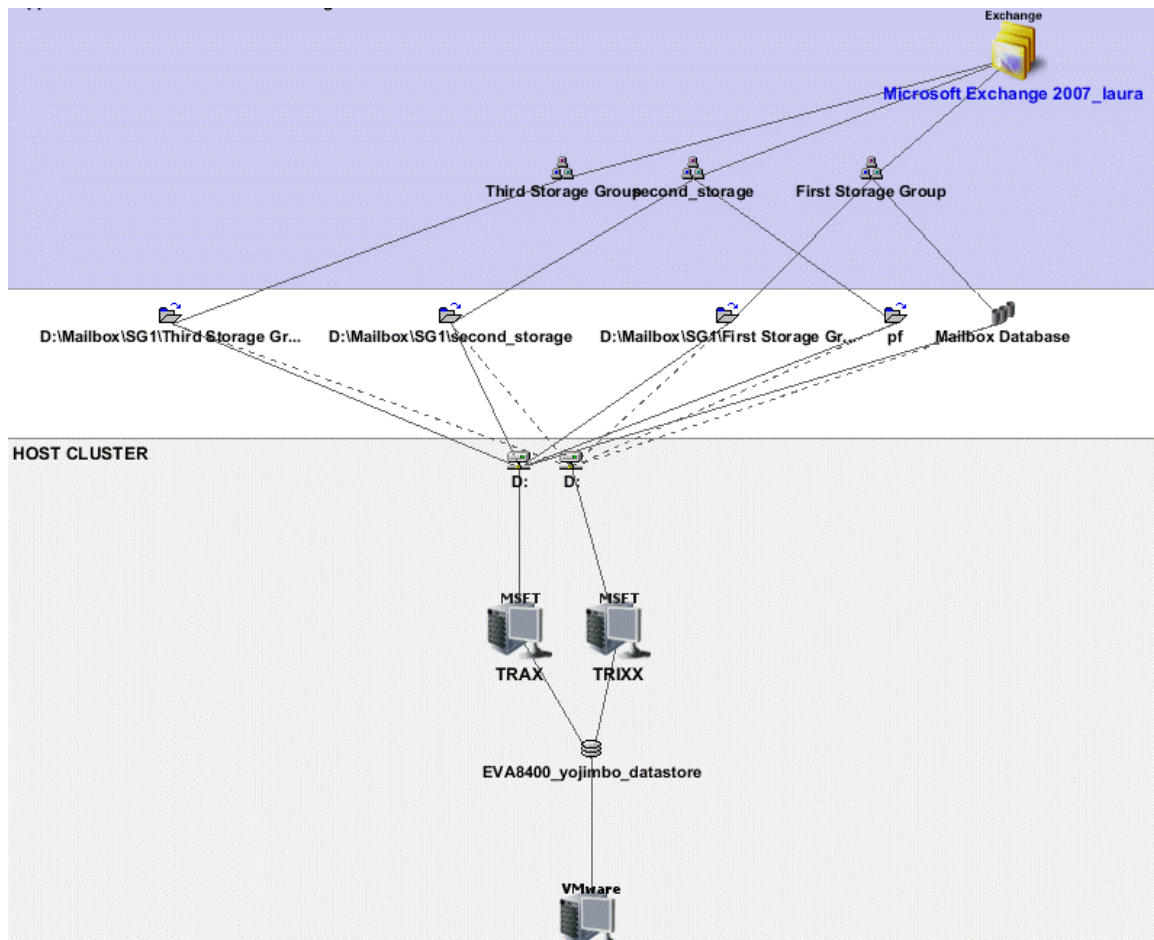 Exchange
Microsoft Exchange 2007_laura
Third Storage Group
second_storage
First Storage Group
D:\Mailbox\SG1\Third Storage Gr...
D:\Mailbox\SG1\second_storage
D:\Mailbox\SG1\First Storage Gr...
pf
Mailbox Database
HOST CLUSTER
D:
D:
MSFT
MSFT
TRAX
TRIXX
EVA8400_yojimbo_datastore
VMware